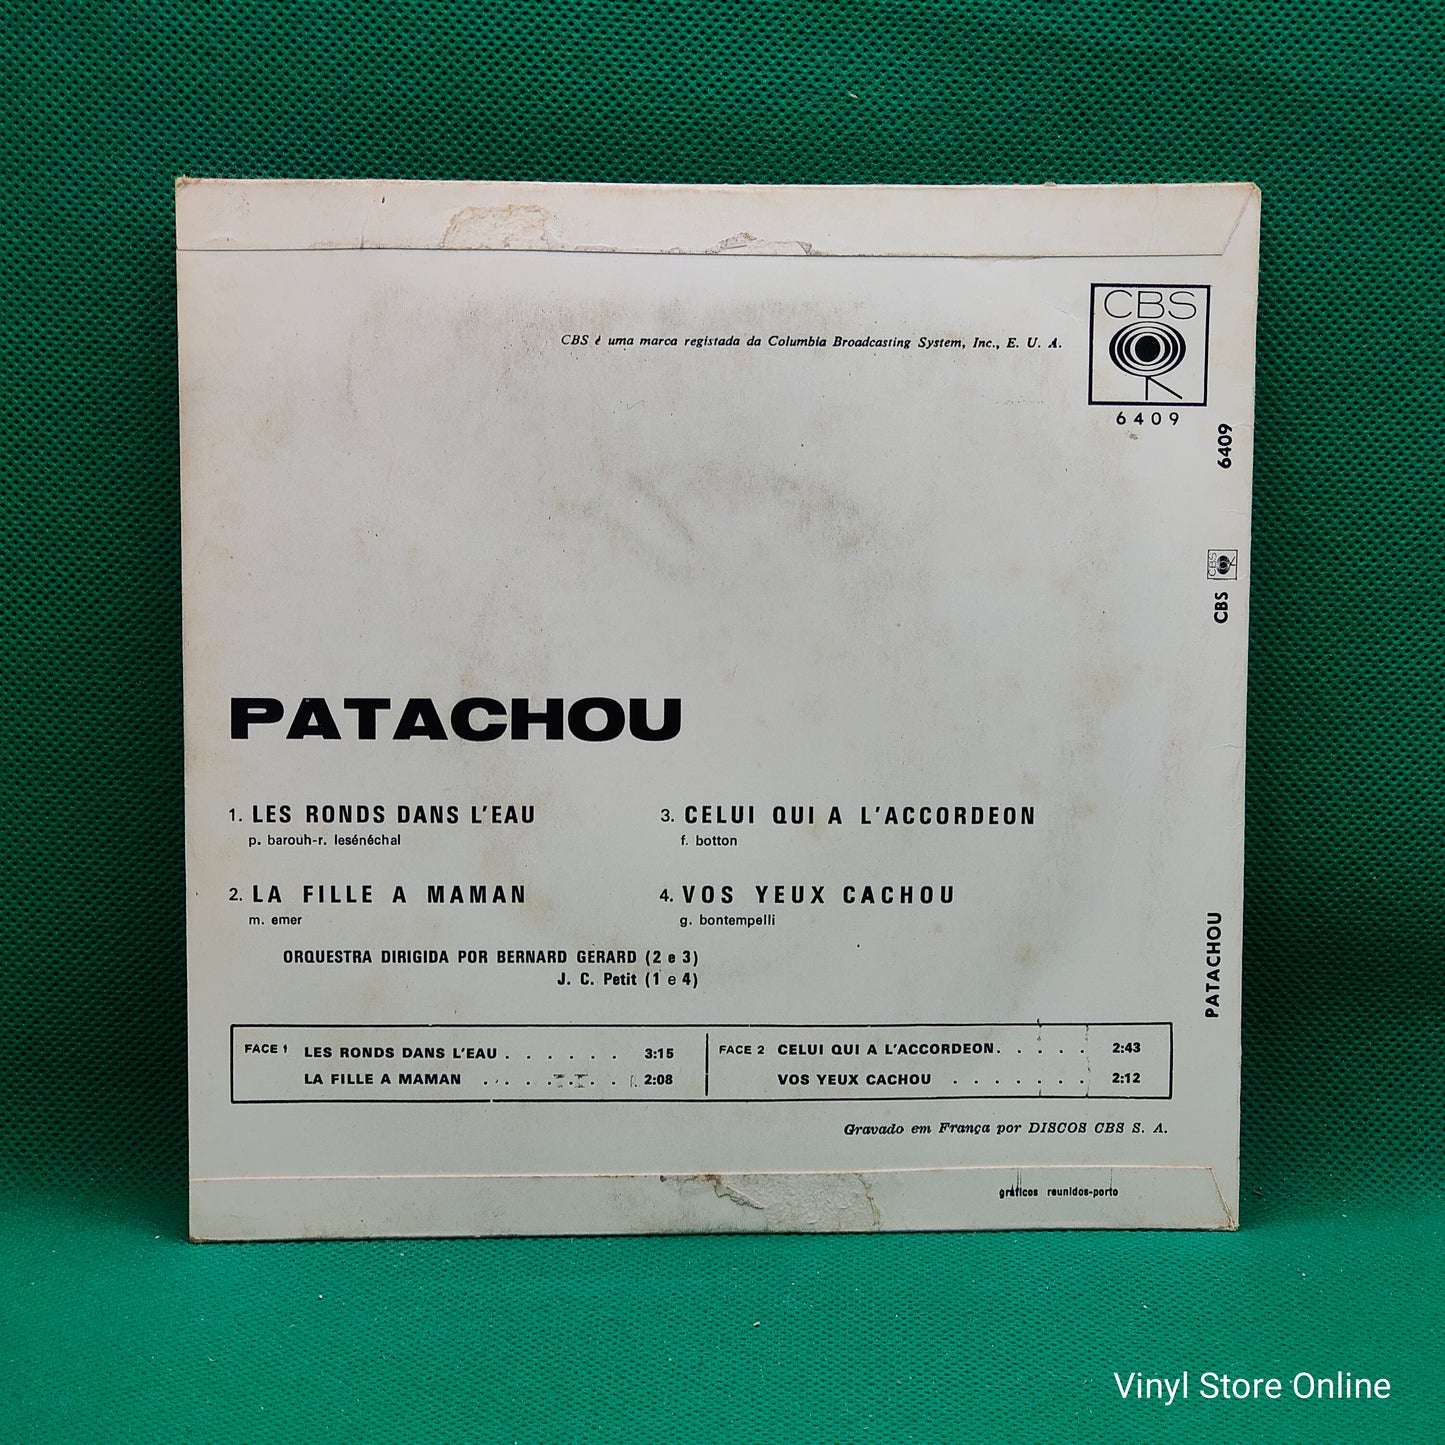 CBS
CBS é uma marca registada da Columbia Broadcasting System, Inc., E. U. A.
6409
6409
CBS
CBS
PATACHOU
PATACHOU
1. LES RONDS DANS L'EAU
p. barouh-r. lesénéchal
2. LA FILLE A MAMAN
m. emer
3. CELUI QUI A L'ACCORDEON
f. botton
4. VOS YEUX CACHOU
g. bontempelli
ORQUESTRA DIRIGIDA POR BERNARD GERARD (2 e 3)
J. C. Petit (1 e 4)
FACE 1 LES RONDS DANS L'EAU . . . . . . 3:15
LA FILLE A MAMAN . . . . . . . 2:08
FACE 2 CELUI QUI A L'ACCORDEON. . . . . 2:43
VOS YEUX CACHOU . . . . . . . 2:12
Gravado em França por DISCOS CBS S. A.
gráficos reunidos-porto
Vinyl Store Online